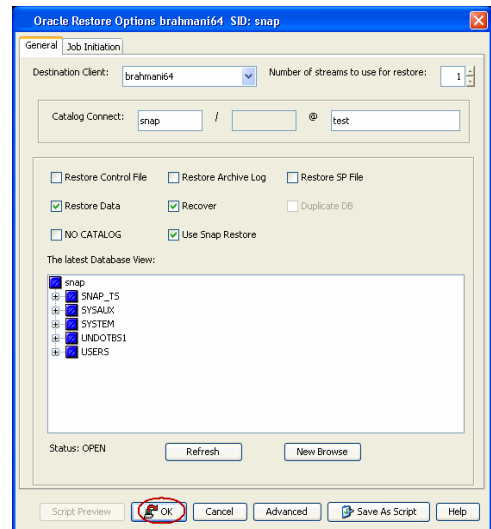 Oracle Restore Options brahmani64 SID: snap
General Job Initiation
Destination Client: brahmani64 Number of streams to use for restore: 1
Catalog Connect: snap / @ test
Restore Control File Restore Archive Log Restore SP File
Restore Data Recover Duplicate DB
NO CATALOG Use Snap Restore
The latest Database View:
snap
SNAP_TS
SYSAUX
SYSTEM
UNDOTBS1
USERS
Status: OPEN Refresh New Browse
Script Preview OK Cancel Advanced Save As Script Help